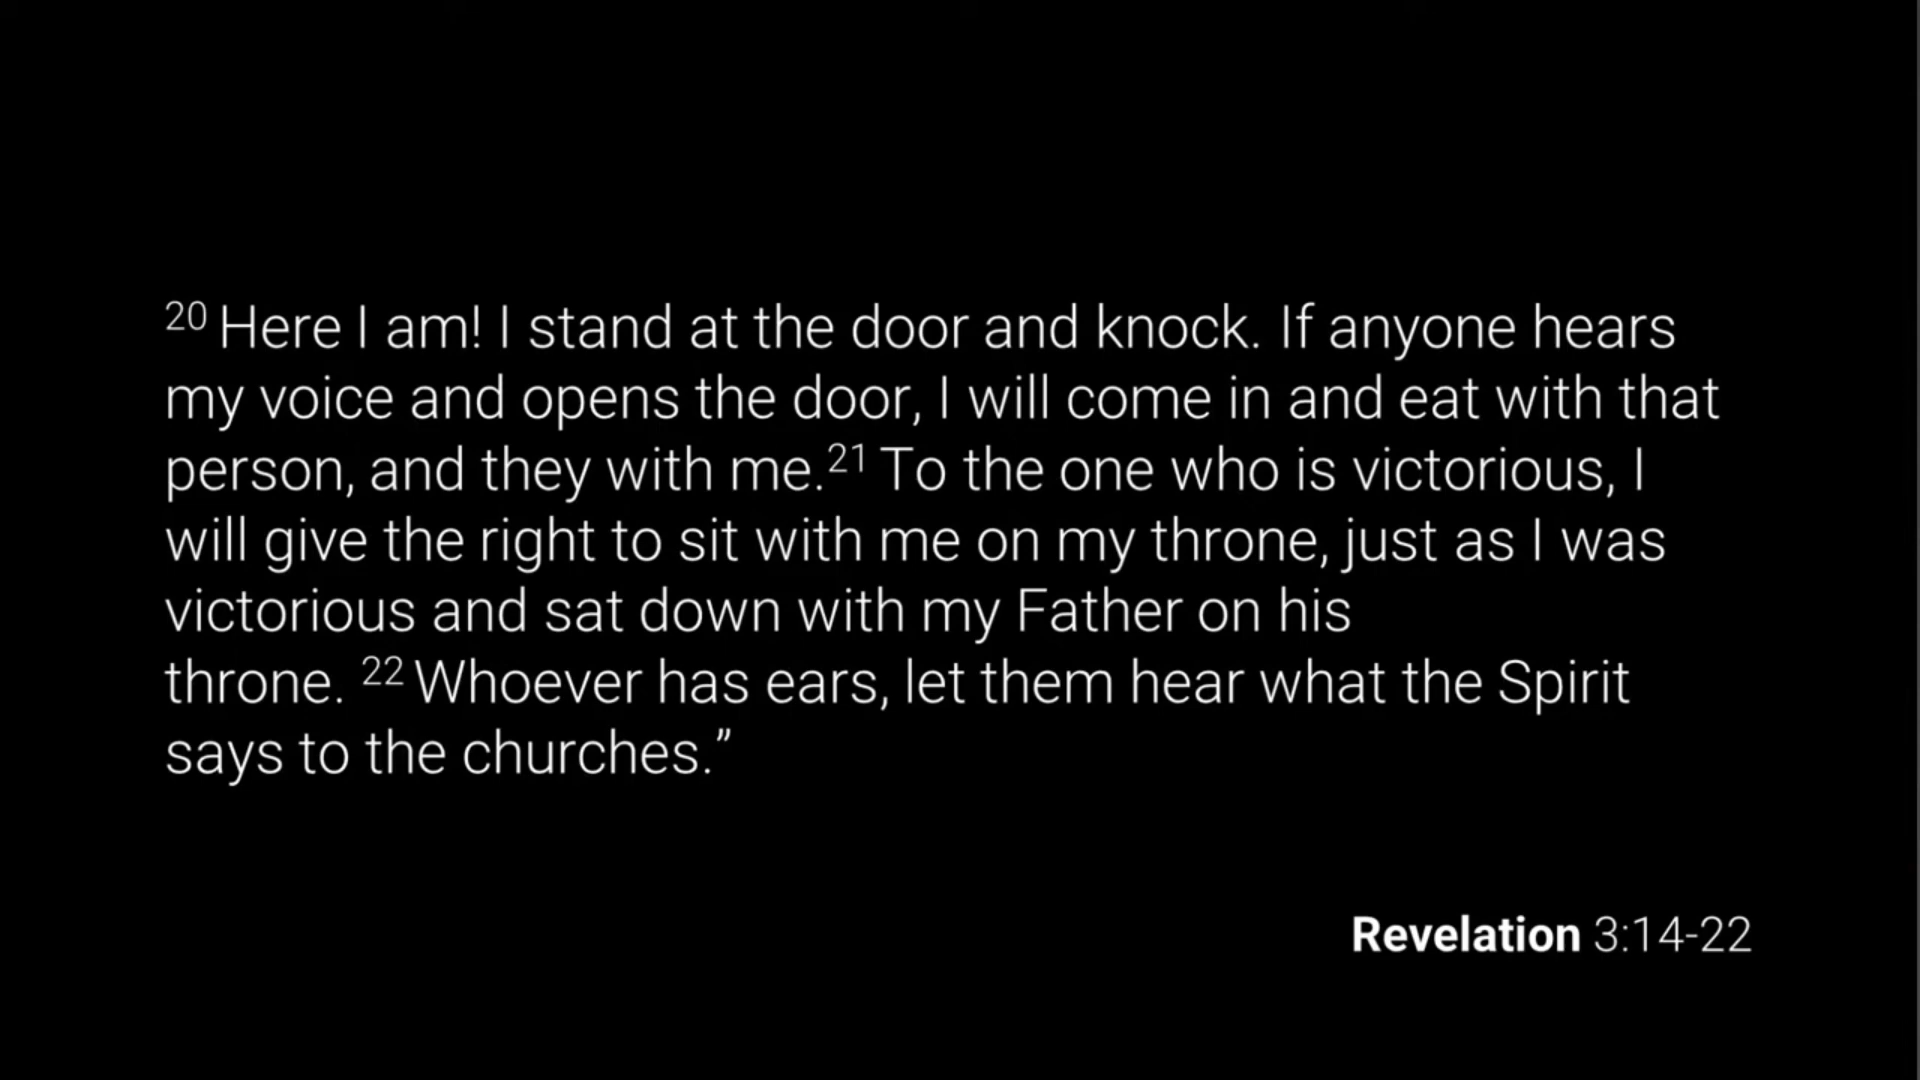 20 Here I am! I stand at the door and knock. If anyone hears
my voice and opens the door, I will come in and eat with that
person, and they with me.21 To the one who is victorious, I
will give the right to sit with me on my throne, just as I was
victorious and sat down with my Father on his
throne. 22 Whoever has ears, let them hear what the Spirit
says to the churches.”
Revelation 3:14-22